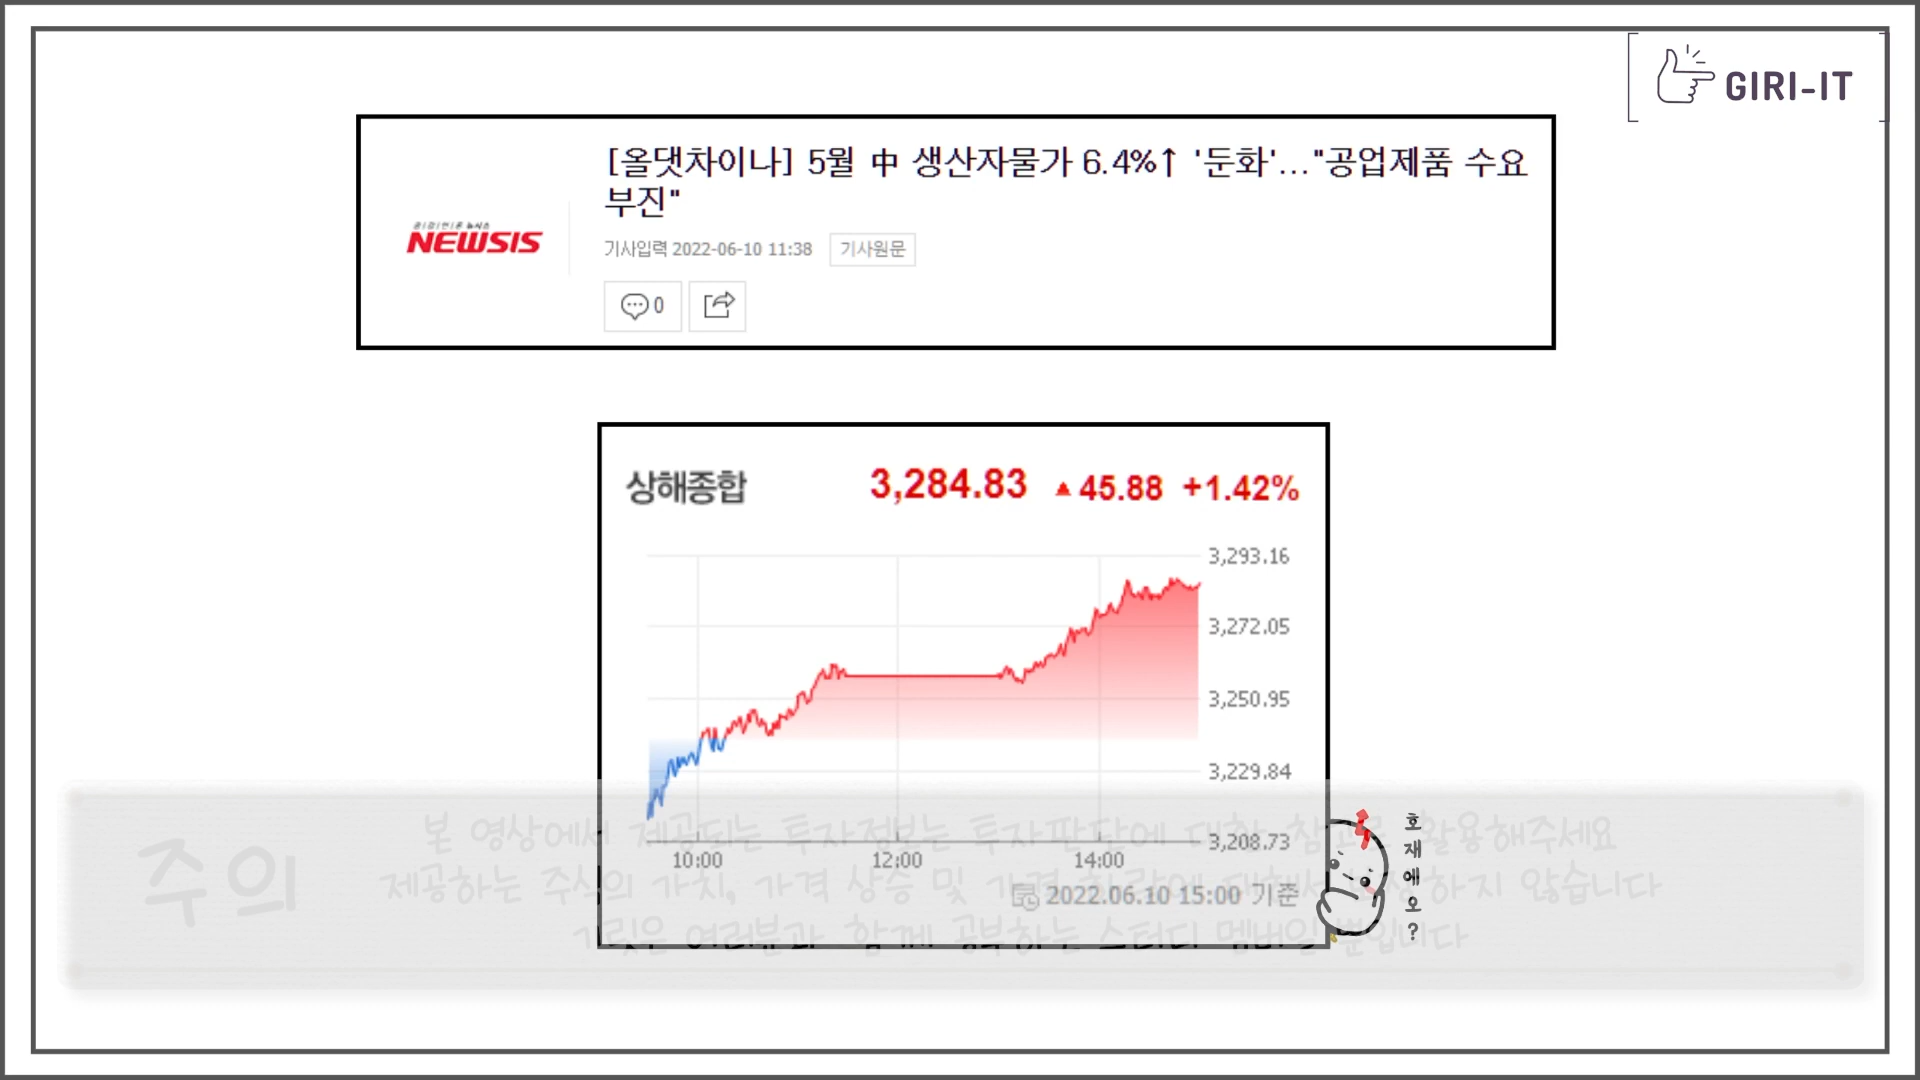 GIRI-IT
[올댓차이나] 5월 中 생산자물가 6.4%↑ '둔화'..."공업제품 수요
부진"
NEWSIS
기사입력 2022-06-10 11:38 기사원문
0
상해종합 3,284.83 ▲45.88 +1.42%
3,293.16
3,272.05
3,250.95
3,229.84
3,208.73
10:00 12:00 14:00
2022.06.10 15:00 기준
호재에오?
주의
본 영상에서 제공되는 투자정보는 투자판단에 대한 참고로 활용해주세요
제공하는 주식의 가치, 가격 상승 및 가격 하락에 대해서 보상하지 않습니다
기릿은 여러분과 함께 공부하는 스터디 멤버일 뿐입니다